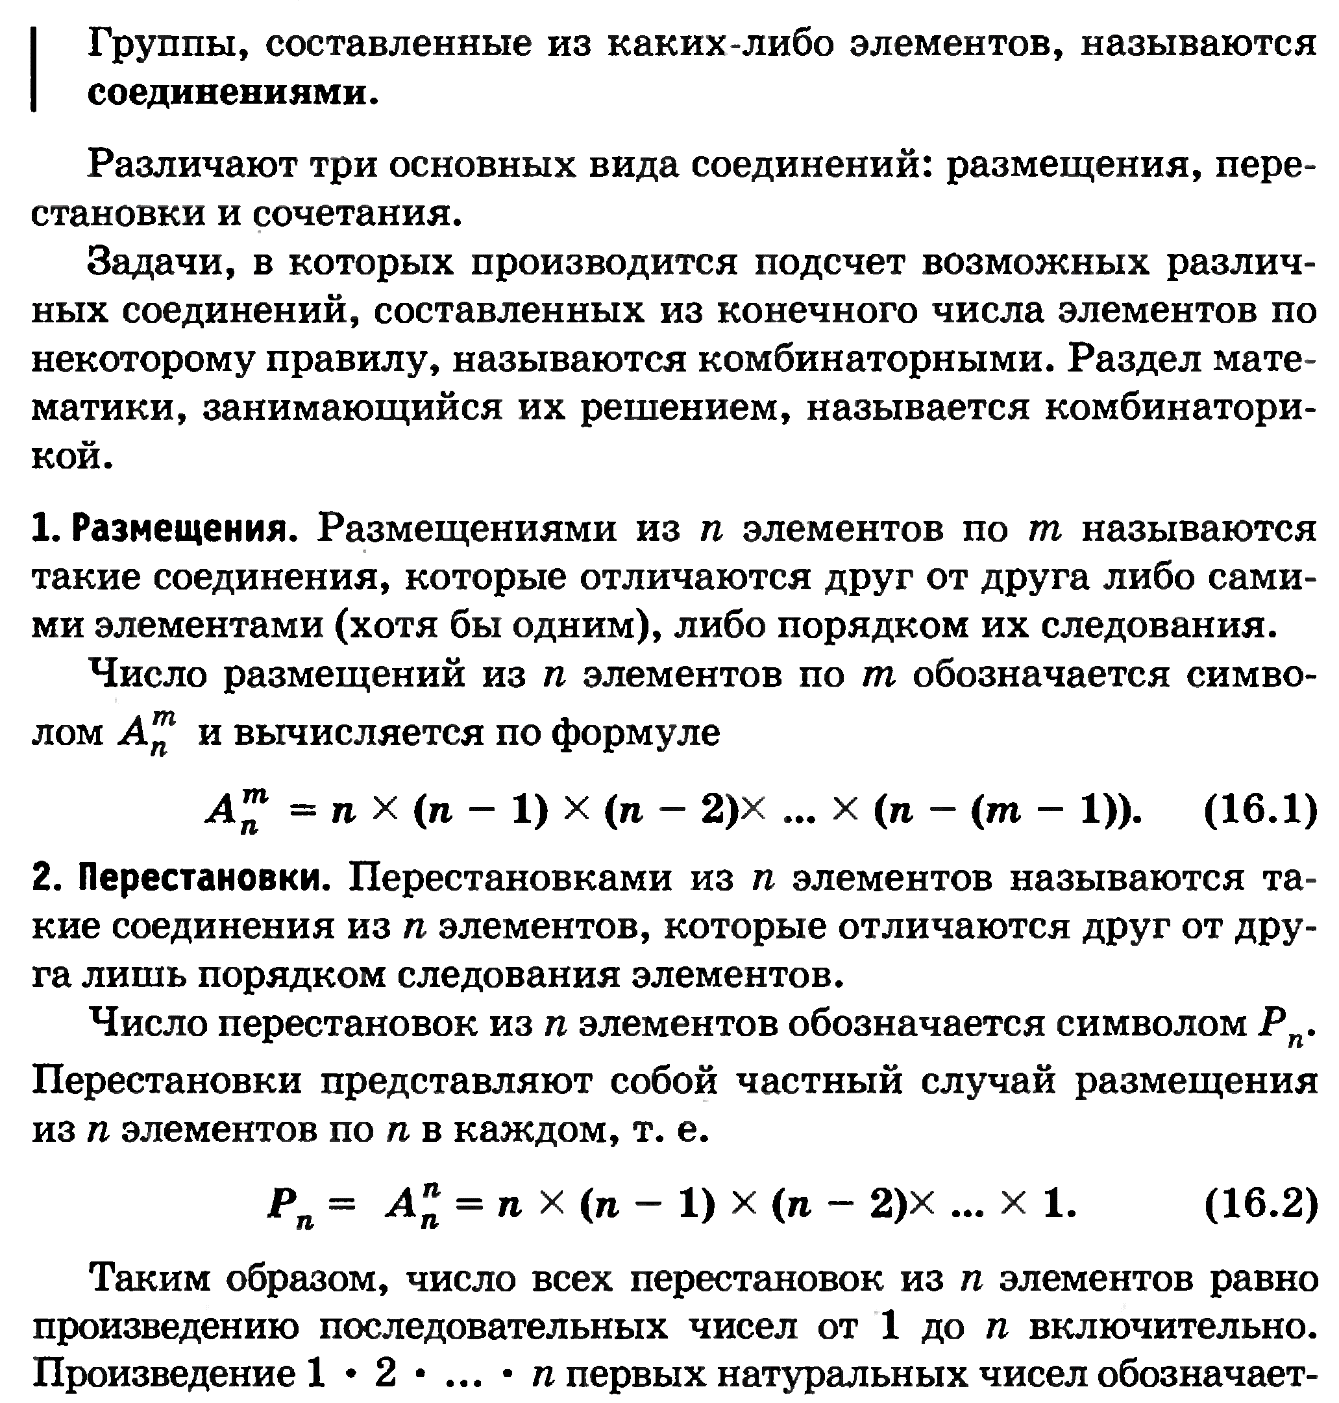 Группы, составленные из каких-либо элементов, называются
соединениями.
Различают три основных вида соединений: размещения, пере-
становки и сочетания.
Задачи, в которых производится подсчет возможных различ-
ных соединений, составленных из конечного числа элементов по
некоторому правилу, называются комбинаторными. Раздел мате-
матики, занимающийся их решением, называется комбинатори-
кой.
1. Размещения. Размещениями из n элементов по m называются
такие соединения, которые отличаются друг от друга либо сами-
ми элементами (хотя бы одним), либо порядком их следования.
Число размещений из n элементов по m обозначается симво-
лом $A_n^m$ и вычисляется по формуле
$A_n^m$ = n × (n − 1) × (n − 2)× ... × (n − (m − 1)). (16.1)
2. Перестановки. Перестановками из n элементов называются та-
кие соединения из n элементов, которые отличаются друг от дру-
га лишь порядком следования элементов.
Число перестановок из n элементов обозначается символом $P_n$.
Перестановки представляют собой частный случай размещения
из n элементов по n в каждом, т. е.
$P_n$ = $A_n^n$ = n × (n − 1) × (n − 2)× ... × 1. (16.2)
Таким образом, число всех перестановок из n элементов равно
произведению последовательных чисел от 1 до n включительно.
Произведение 1 • 2 • ... • n первых натуральных чисел обозначает-